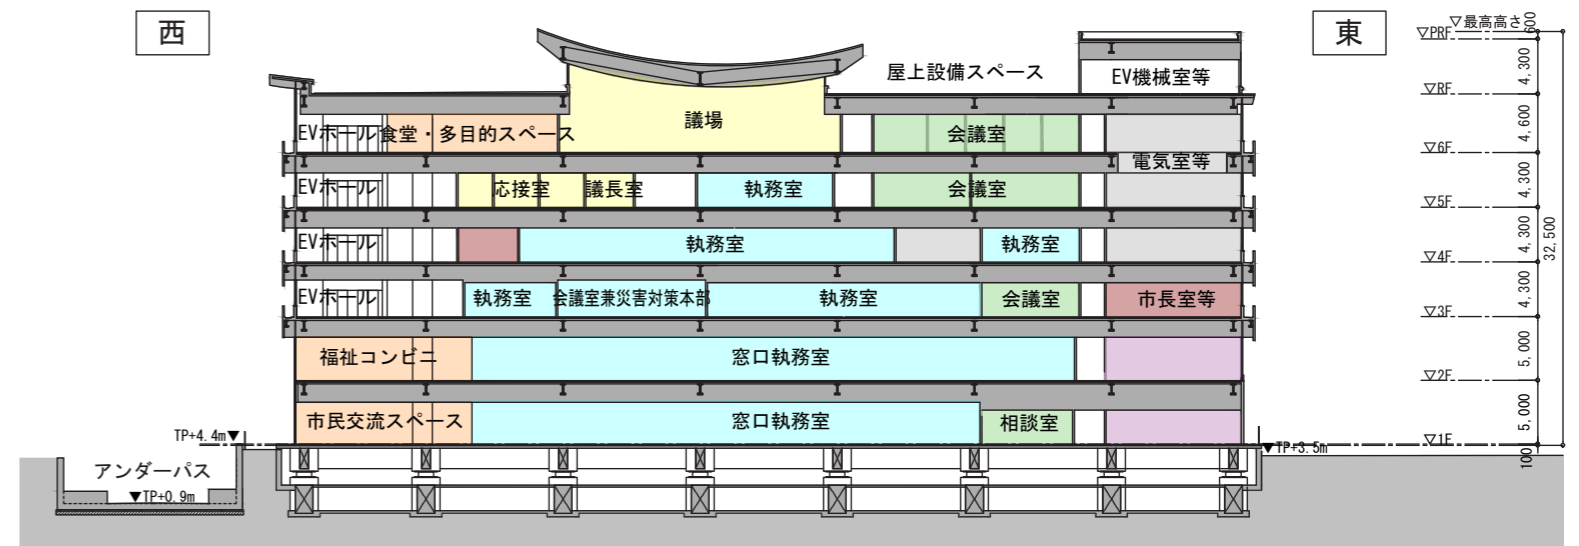 西
東
▽最高高さ
▽PRF
600
屋上設備スペース
EV機械室等
4,300
▽RF
EVホール
食堂・多目的スペース
議場
会議室
4,600
▽6F
電気室等
EVホール
応接室
議長室
執務室
会議室
4,300
▽5F
EVホール
執務室
執務室
4,300
▽4F
32,500
EVホール
執務室
会議室兼災害対策本部
執務室
会議室
市長室等
4,300
▽3F
福祉コンビニ
窓口執務室
5,000
▽2F
市民交流スペース
窓口執務室
相談室
5,000
TP+4.4m▼
▽1F
▼TP+3.5m
100
アンダーパス
▼TP+0.9m